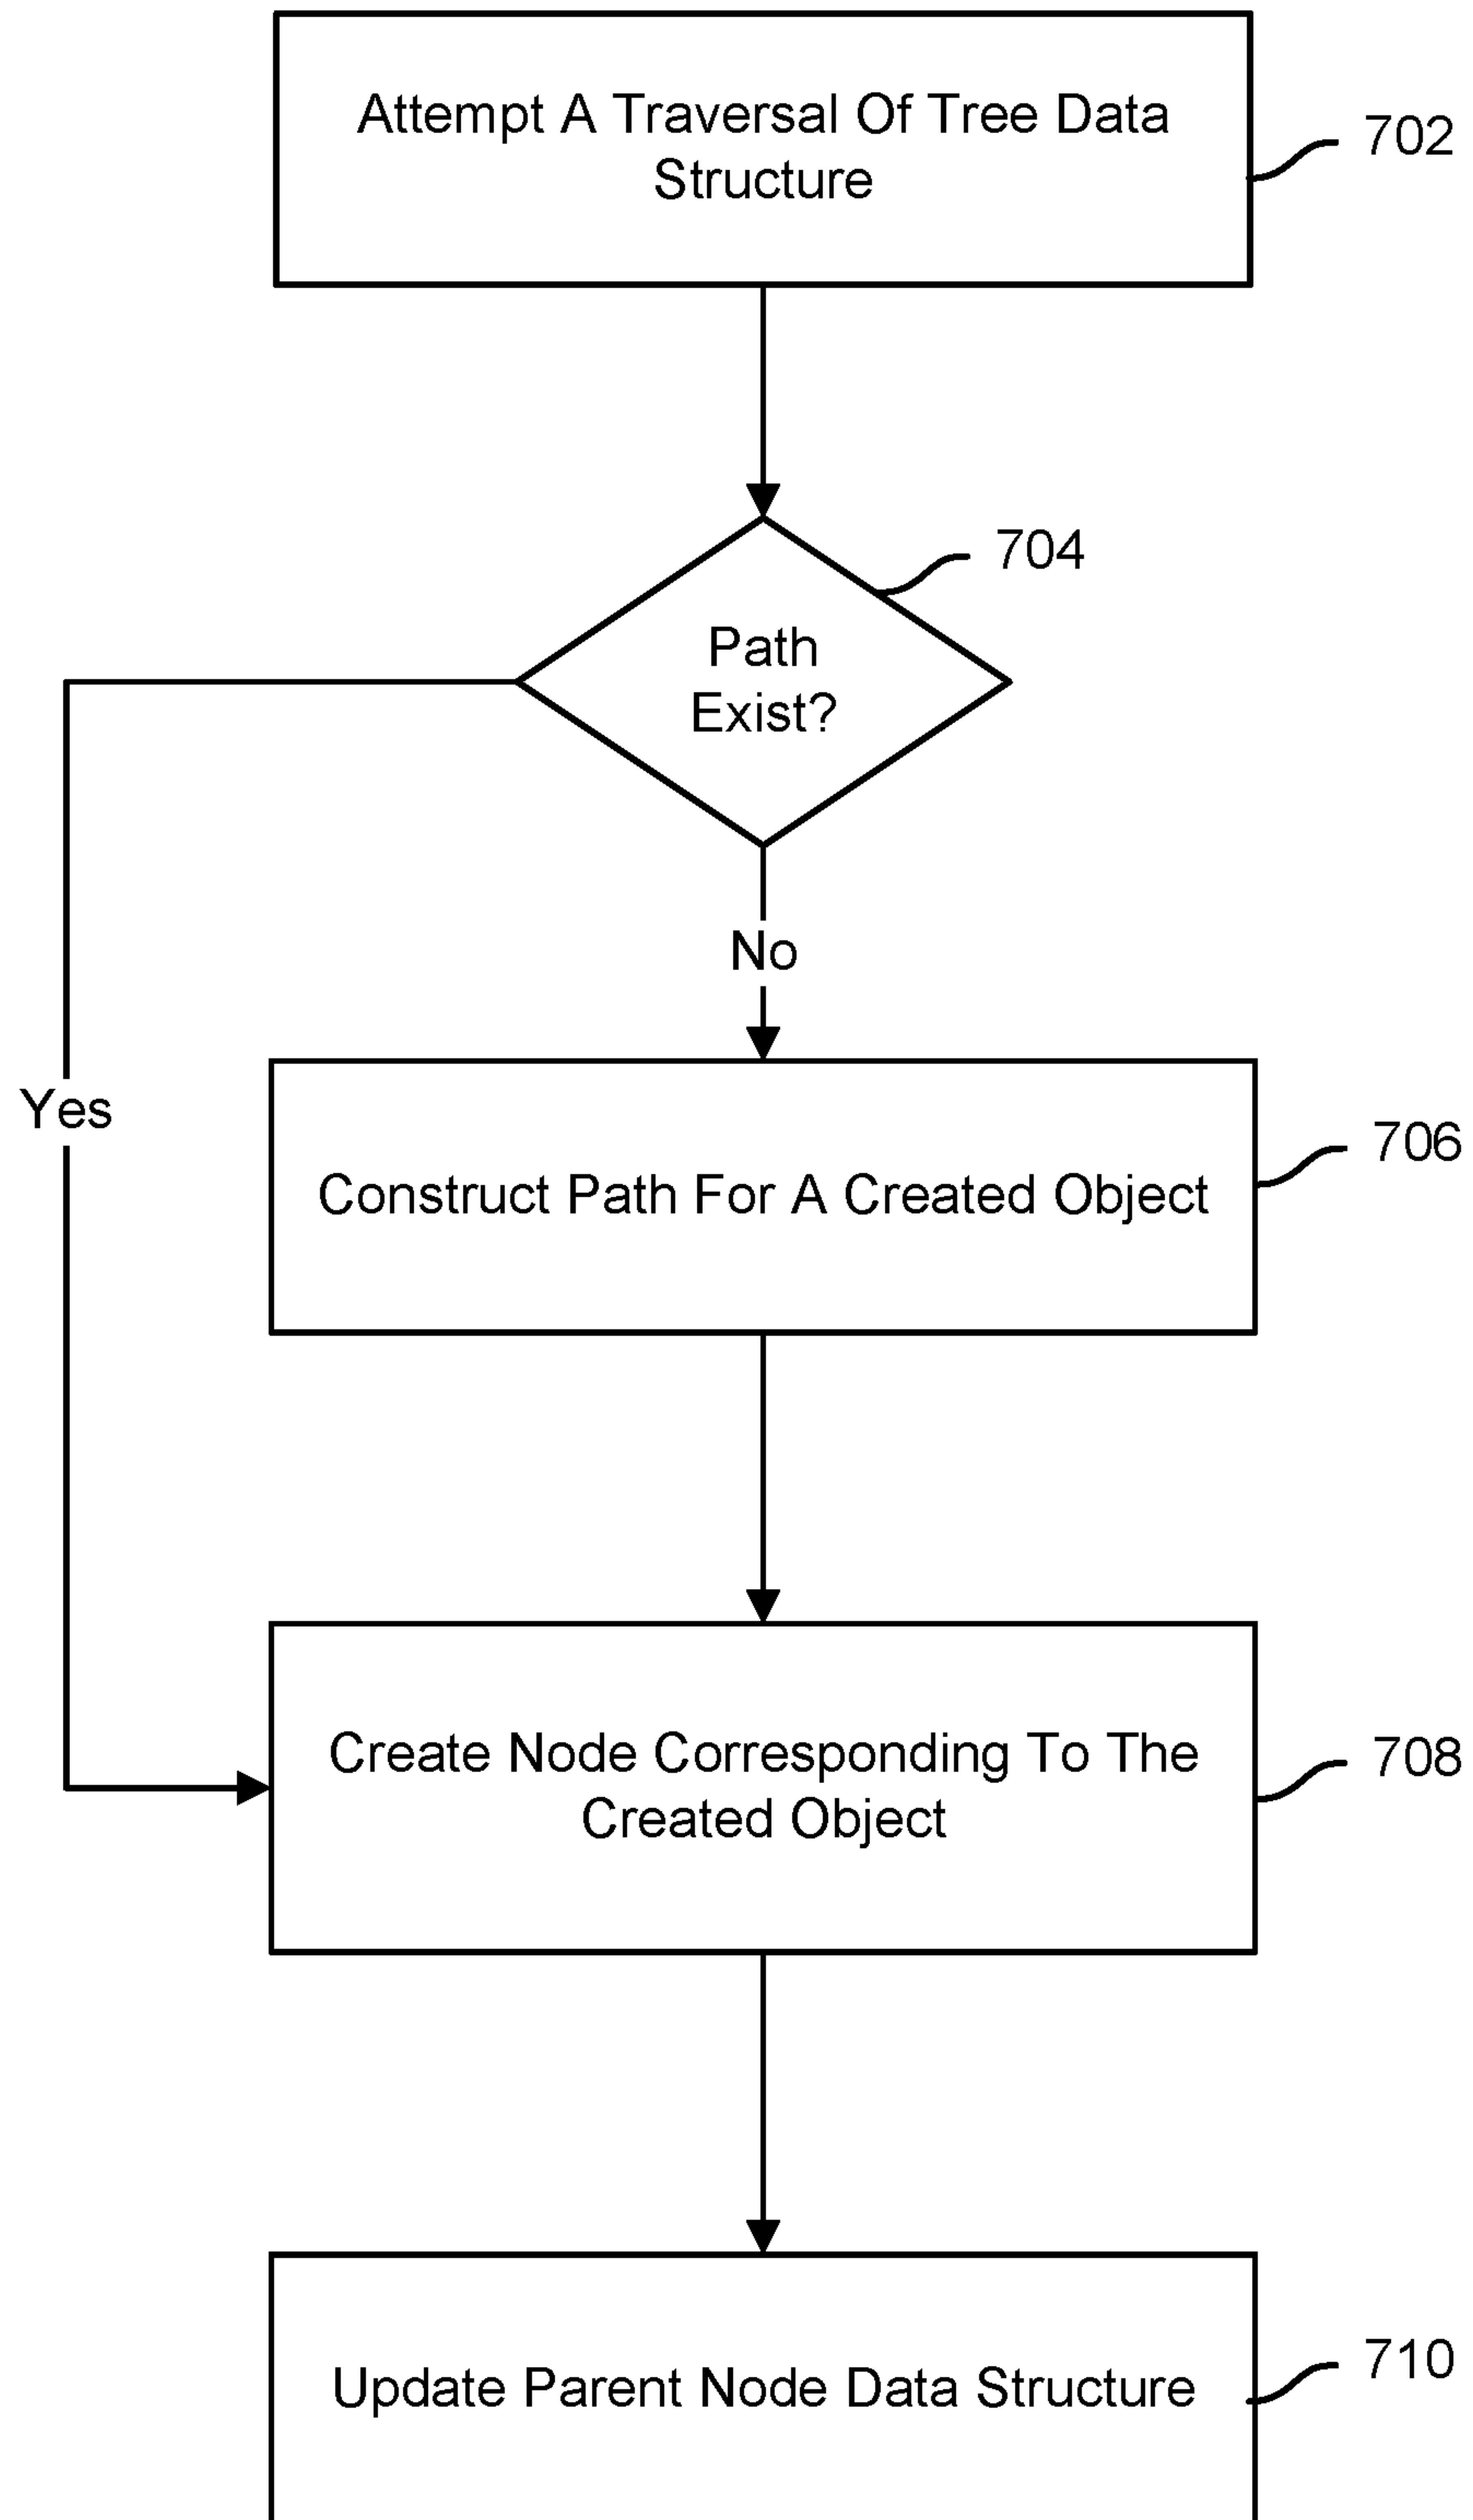 Attempt A Traversal Of Tree Data
Structure
702
704
Path
Exist?
No
Yes
706
Construct Path For A Created Object
708
Create Node Corresponding To The
Created Object
710
Update Parent Node Data Structure